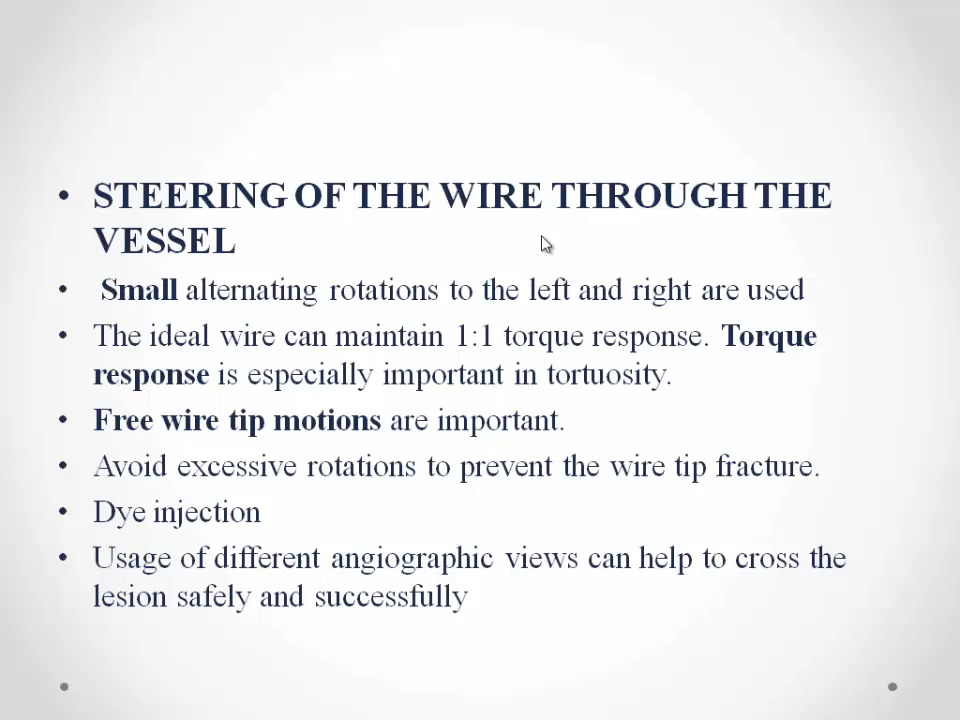 • STEERING OF THE WIRE THROUGH THE
VESSEL
• Small alternating rotations to the left and right are used
• The ideal wire can maintain 1:1 torque response. Torque
response is especially important in tortuosity.
• Free wire tip motions are important.
• Avoid excessive rotations to prevent the wire tip fracture.
• Dye injection
• Usage of different angiographic views can help to cross the
lesion safely and successfully